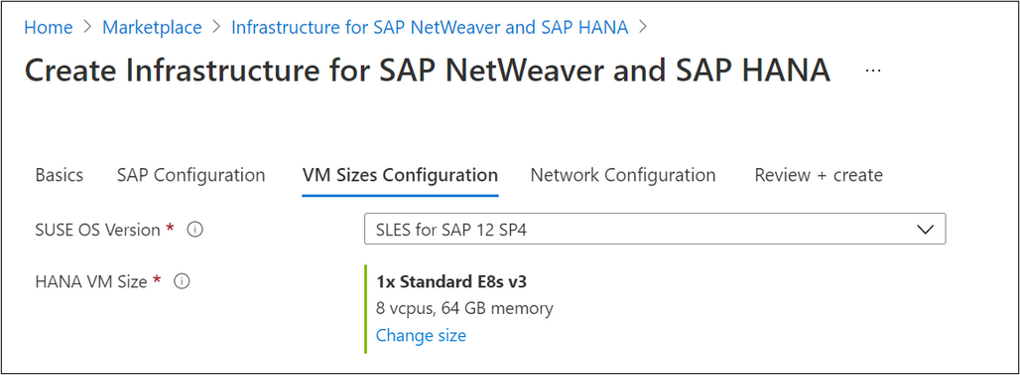 Home > Marketplace > Infrastructure for SAP NetWeaver and SAP HANA >
Create Infrastructure for SAP NetWeaver and SAP HANA ...
Basics SAP Configuration VM Sizes Configuration Network Configuration Review + create
SUSE OS Version * SLES for SAP 12 SP4
HANA VM Size * 1x Standard E8s v3
8 vcpus, 64 GB memory
Change size